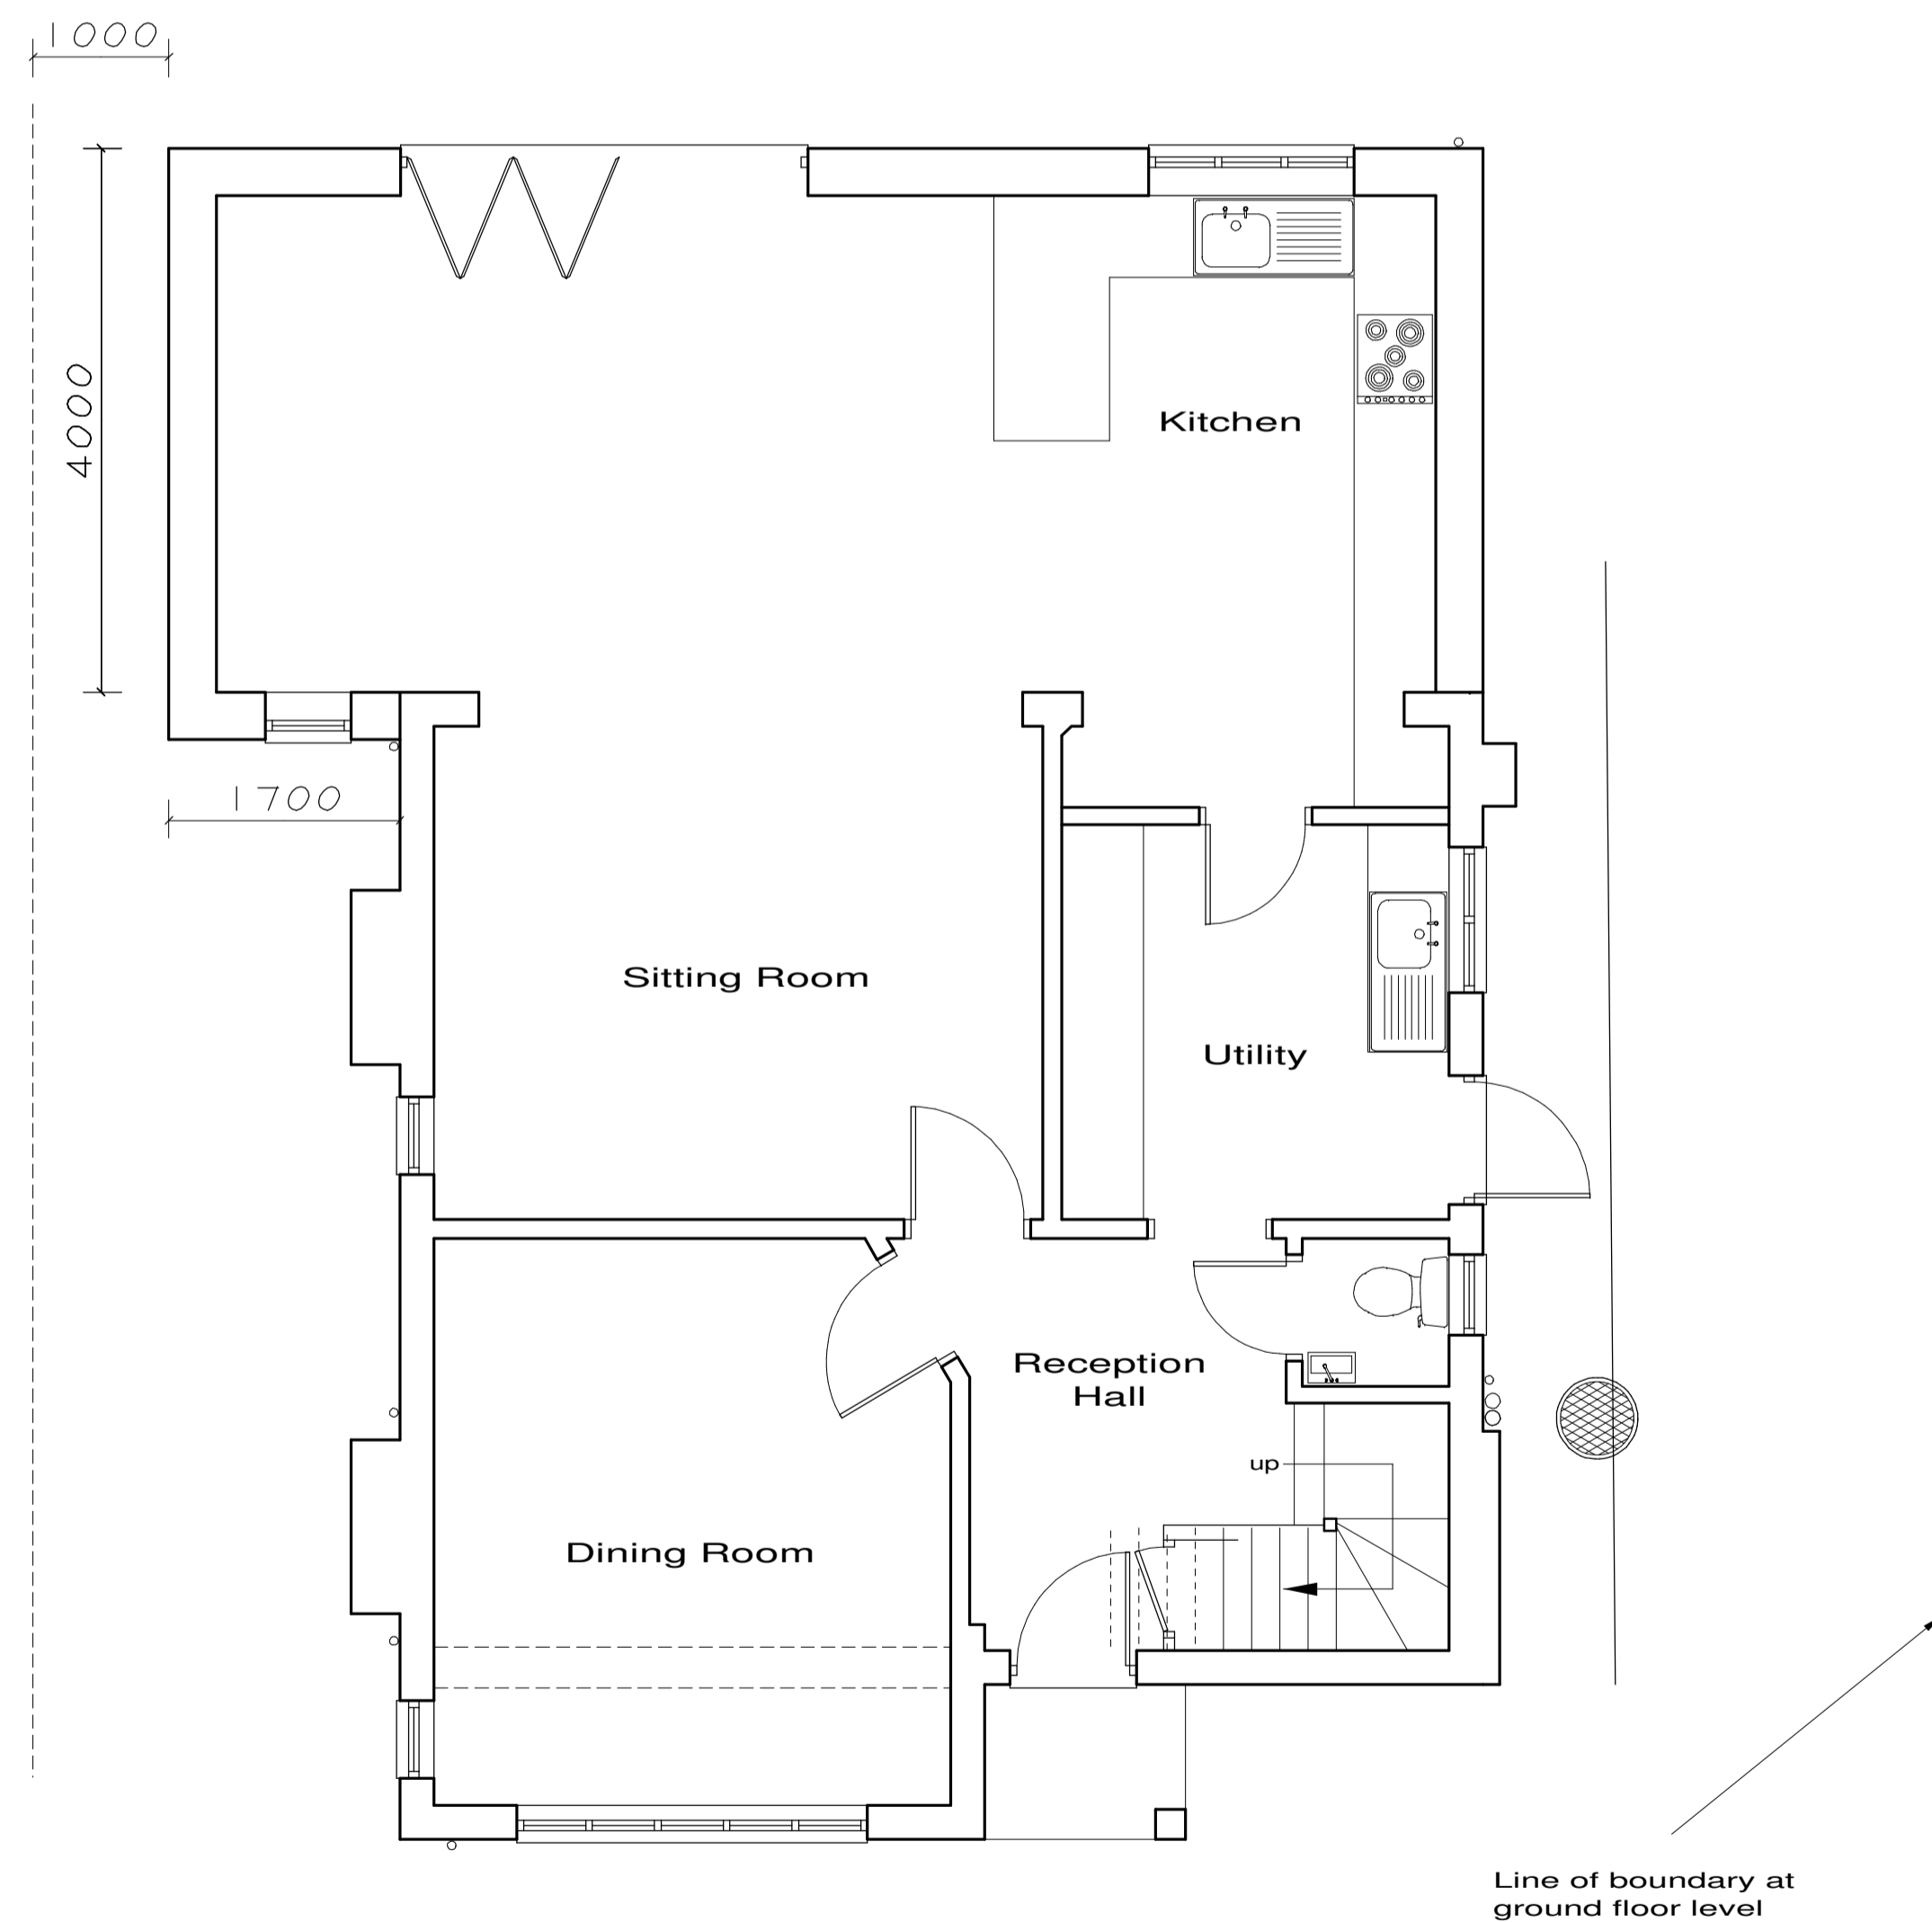 1000
4000
Kitchen
1700
Sitting Room
Utility
Reception
Hall
up
Dining Room
Line of boundary at
ground floor level